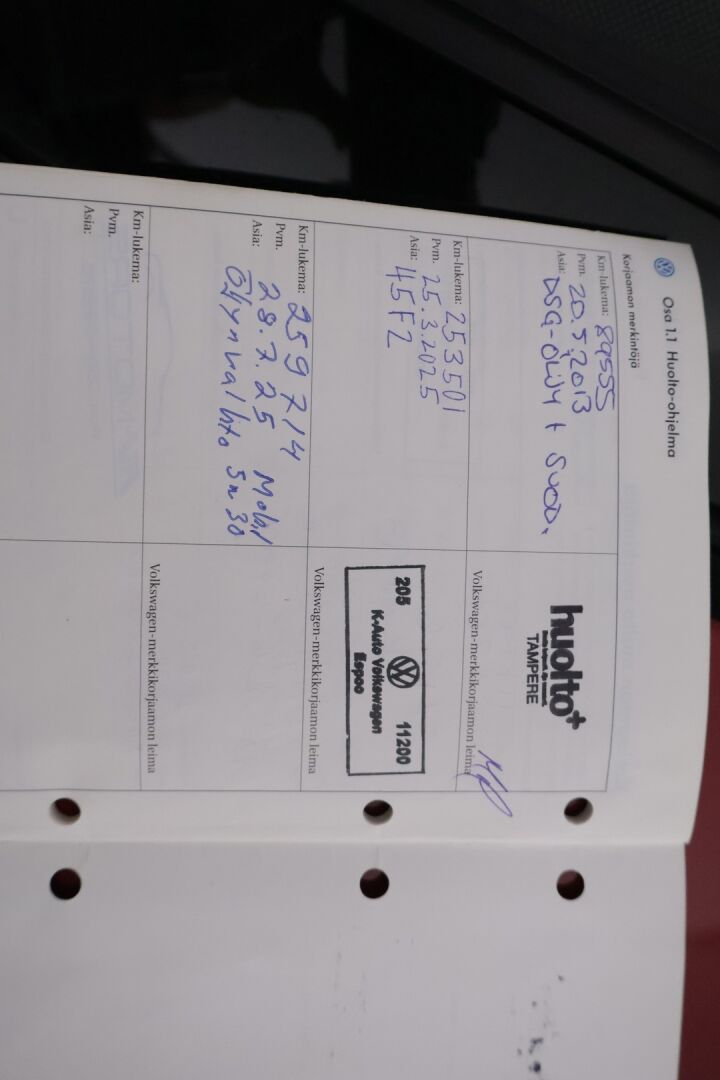 Osa 1.1 Huolto-ohjelma
Korjaamon merkintöjä
Km-lukema: 89555
Pvm. 20.5.2013
Asia: DSG-ÖLJY + SUOD.
huolto+
TAMPERE
Volkswagen-merkkikorjaamon leima
Km-lukema: 253501
Pvm. 25.3.2025
Asia: 45F2
205 11200
K-Auto Volkswagen
Espoo
Volkswagen-merkkikorjaamon leima
Km-lukema: 259714
Pvm. 28.7.25 Mobil
Asia: Öljynvaihto 5w30
Volkswagen-merkkikorjaamon leima
Km-lukema:
Pvm.
Asia: